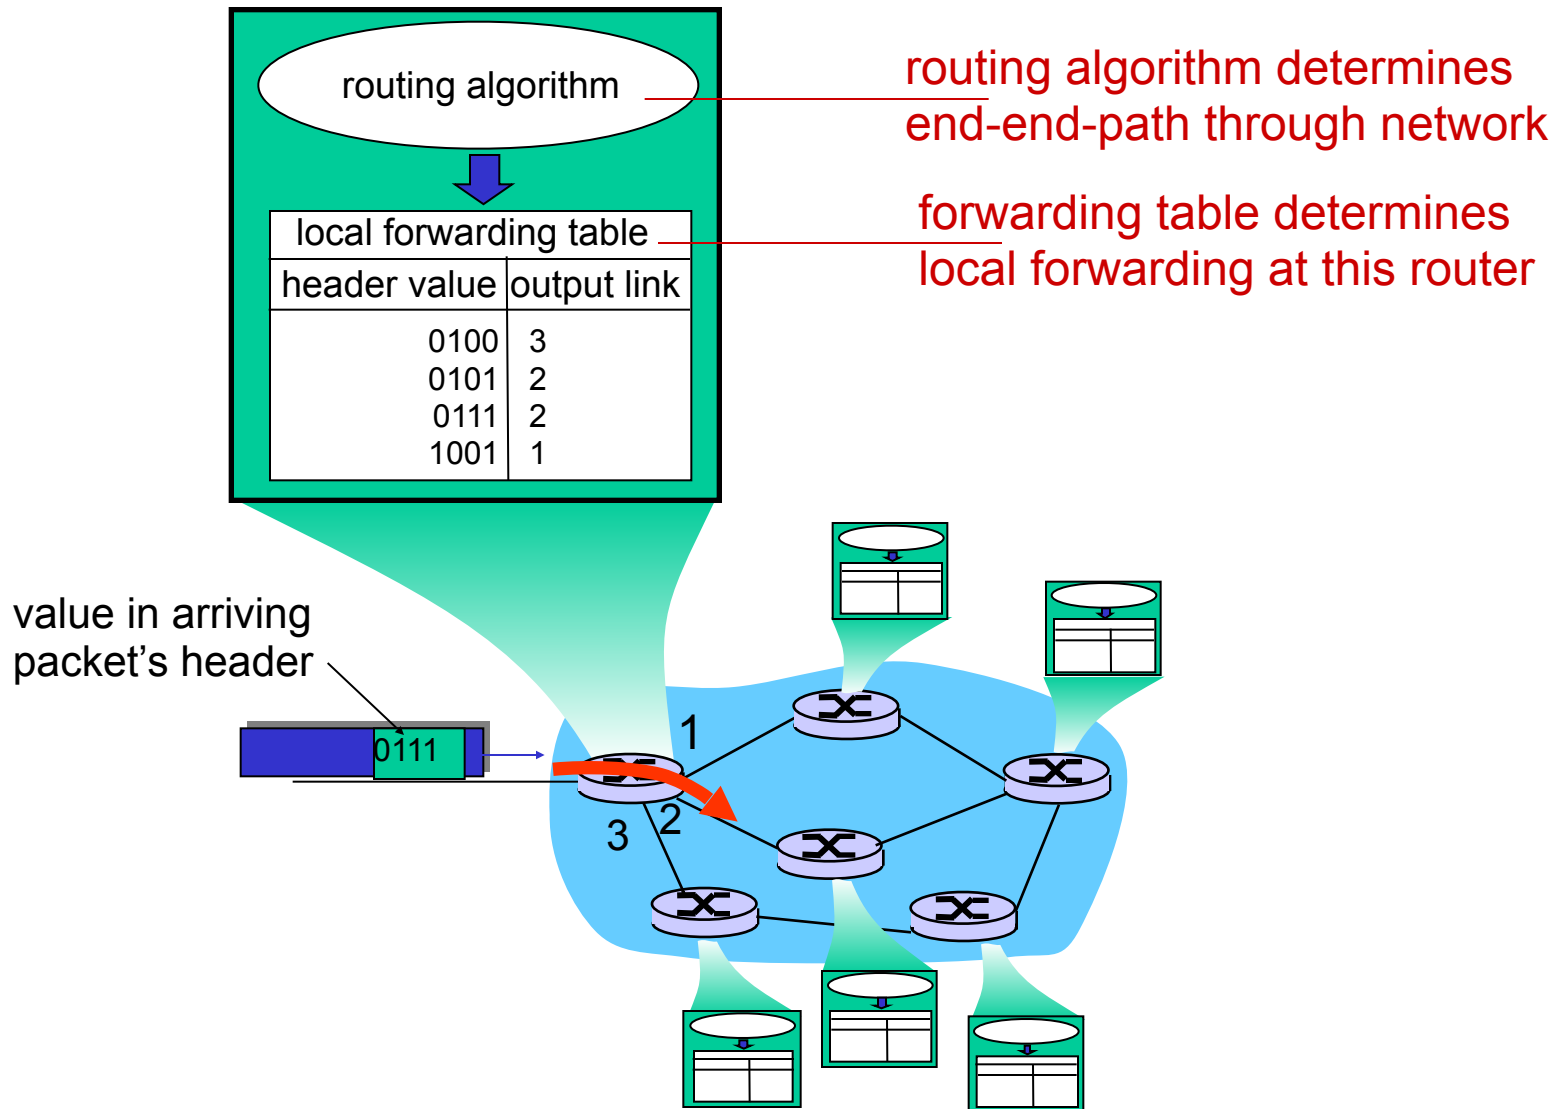 routing algorithm
routing algorithm determines
end-end-path through network
local forwarding table
forwarding table determines
local forwarding at this router
header value output link
0100 3
0101 2
0111 2
1001 1
value in arriving
packet's header
0111
1
2
3